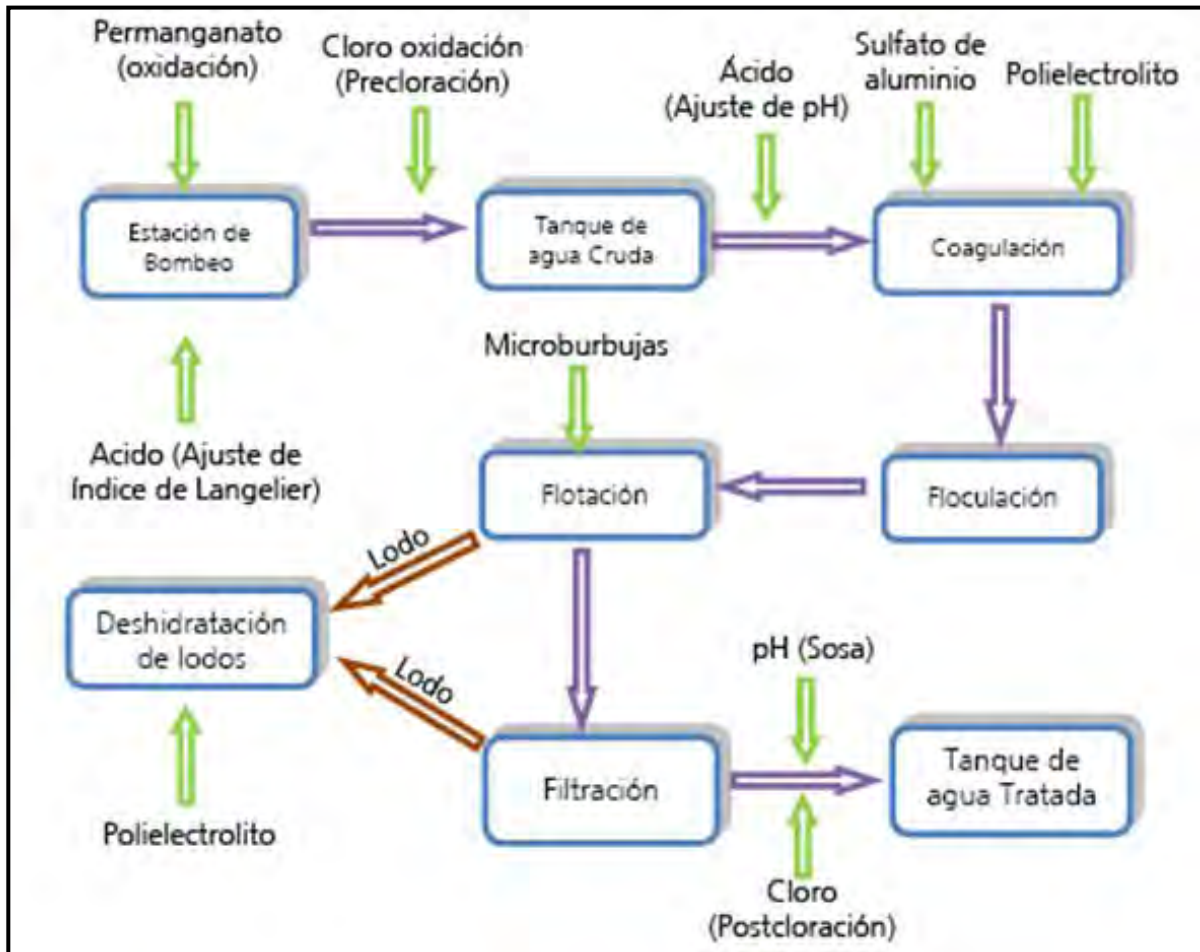 Permanganato
(oxidación)
Cloro oxidación
(Precloración)
Ácido
(Ajuste de pH)
Sulfato de
aluminio
Polielectrolito
Estación de
Bombeo
Tanque de
agua Cruda
Coagulación
Microburbujas
Acido (Ajuste de
Índice de Langelier)
Flotación
Floculación
Lodo
Deshidratación
de lodos
Lodo
pH (Sosa)
Filtración
Tanque de
agua Tratada
Polielectrolito
Cloro
(Postcloración)